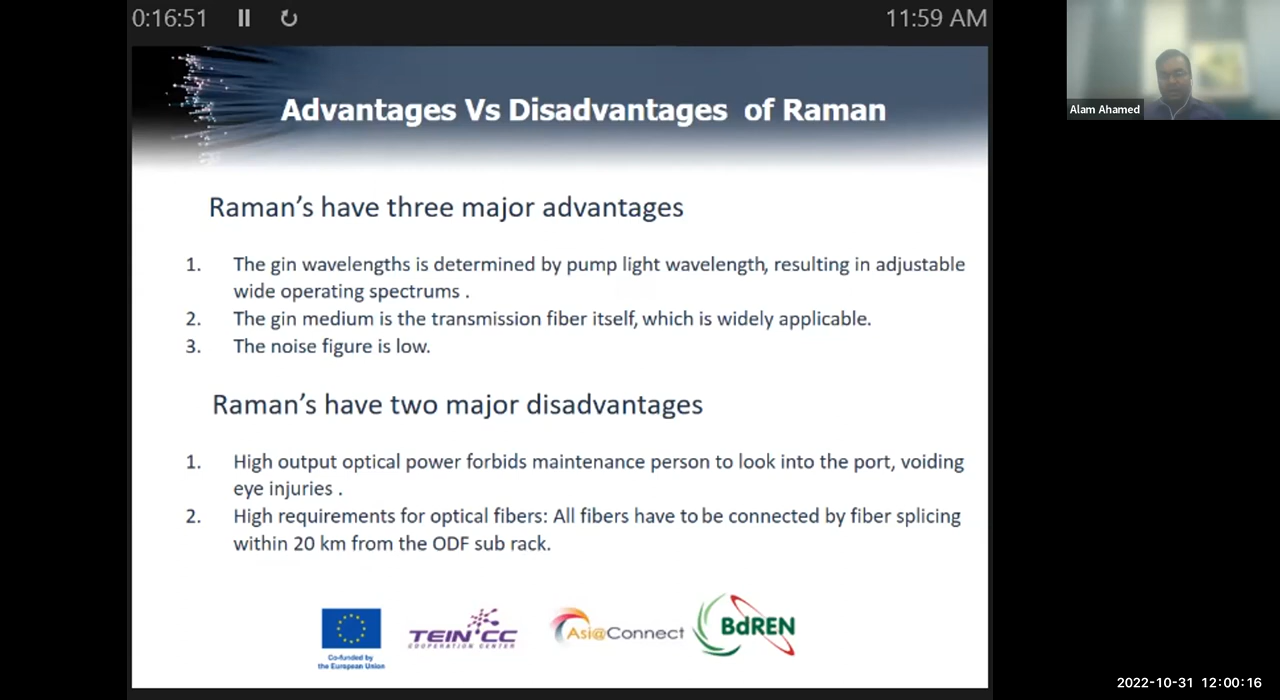 0:16:51
11:59 AM
Alam Ahamed
Advantages Vs Disadvantages of Raman
Raman's have three major advantages
1. The gin wavelengths is determined by pump light wavelength, resulting in adjustable
wide operating spectrums .
2. The gin medium is the transmission fiber itself, which is widely applicable.
3. The noise figure is low.
Raman's have two major disadvantages
1. High output optical power forbids maintenance person to look into the port, voiding
eye injuries .
2. High requirements for optical fibers: All fibers have to be connected by fiber splicing
within 20 km from the ODF sub rack.
Co-funded by
the European Union
TEIN*CC
COOPERATION CENTER
Asi@Connect
BdREN
2022-10-31 12:00:16